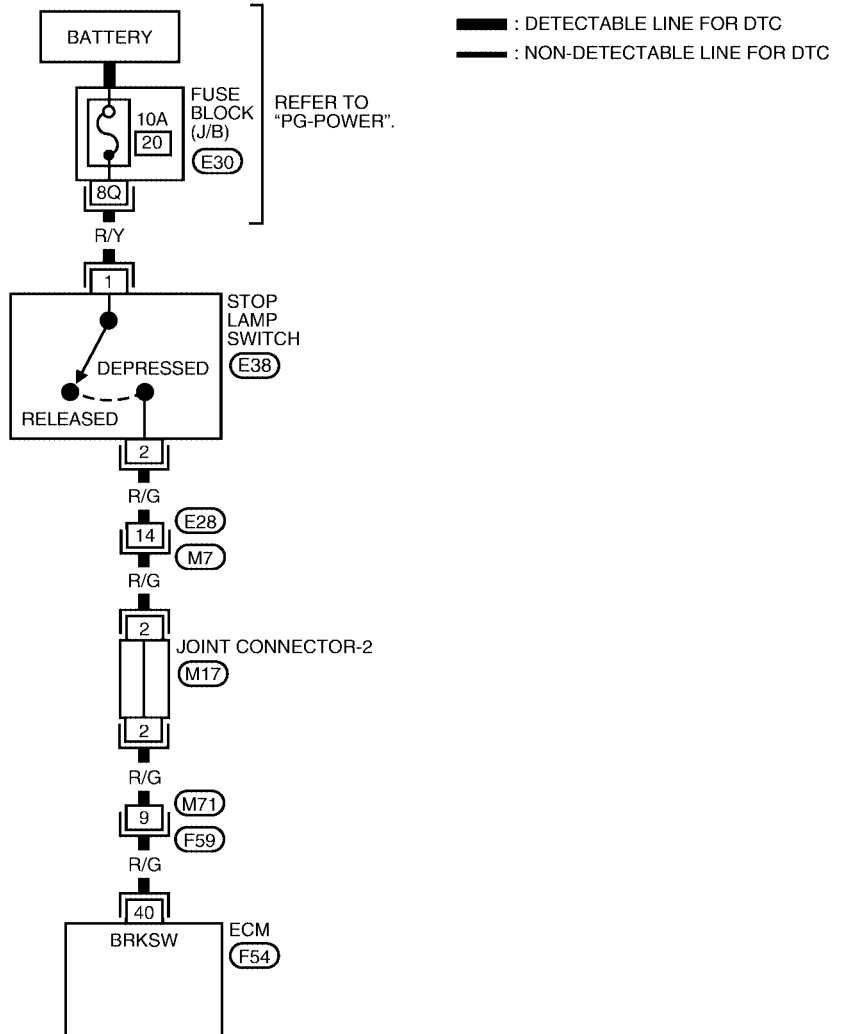 BATTERY
: DETECTABLE LINE FOR DTC
: NON-DETECTABLE LINE FOR DTC
FUSE
BLOCK
(J/B)
E30
10A
20
REFER TO
“PG-POWER”.
8Q
R/Y
1
STOP
LAMP
SWITCH
E38
DEPRESSED
RELEASED
2
R/G
14
E28
M7
R/G
2
JOINT CONNECTOR-2
M17
2
R/G
9
M71
F59
R/G
40
BRKSW
ECM
F54